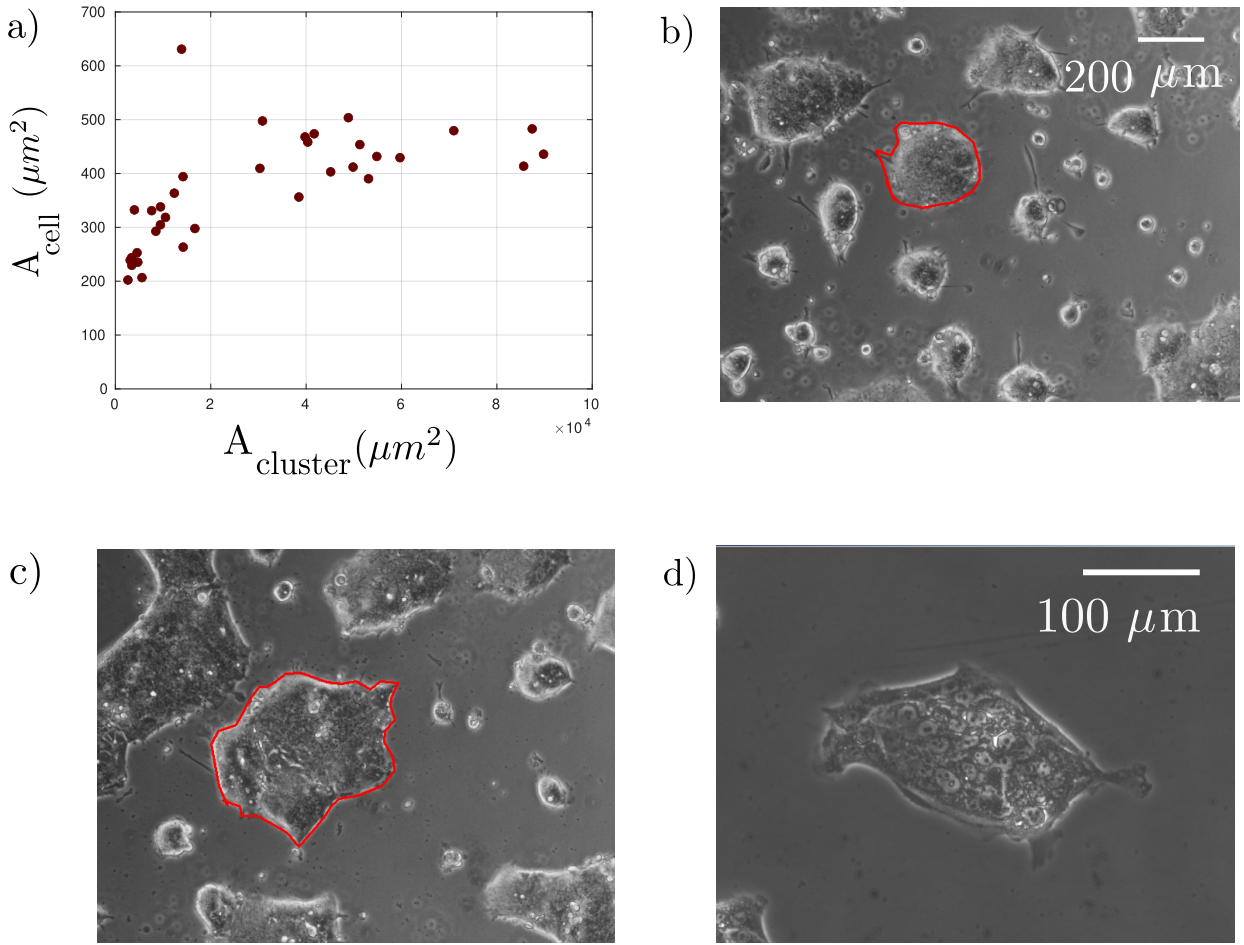 a)
700
600
500
400
300
200
100
0
A_cell (μm²)
0 2 4 6 8 10
×10⁴
A_cluster (μm²)
b)
200 μm
c)
d)
100 μm